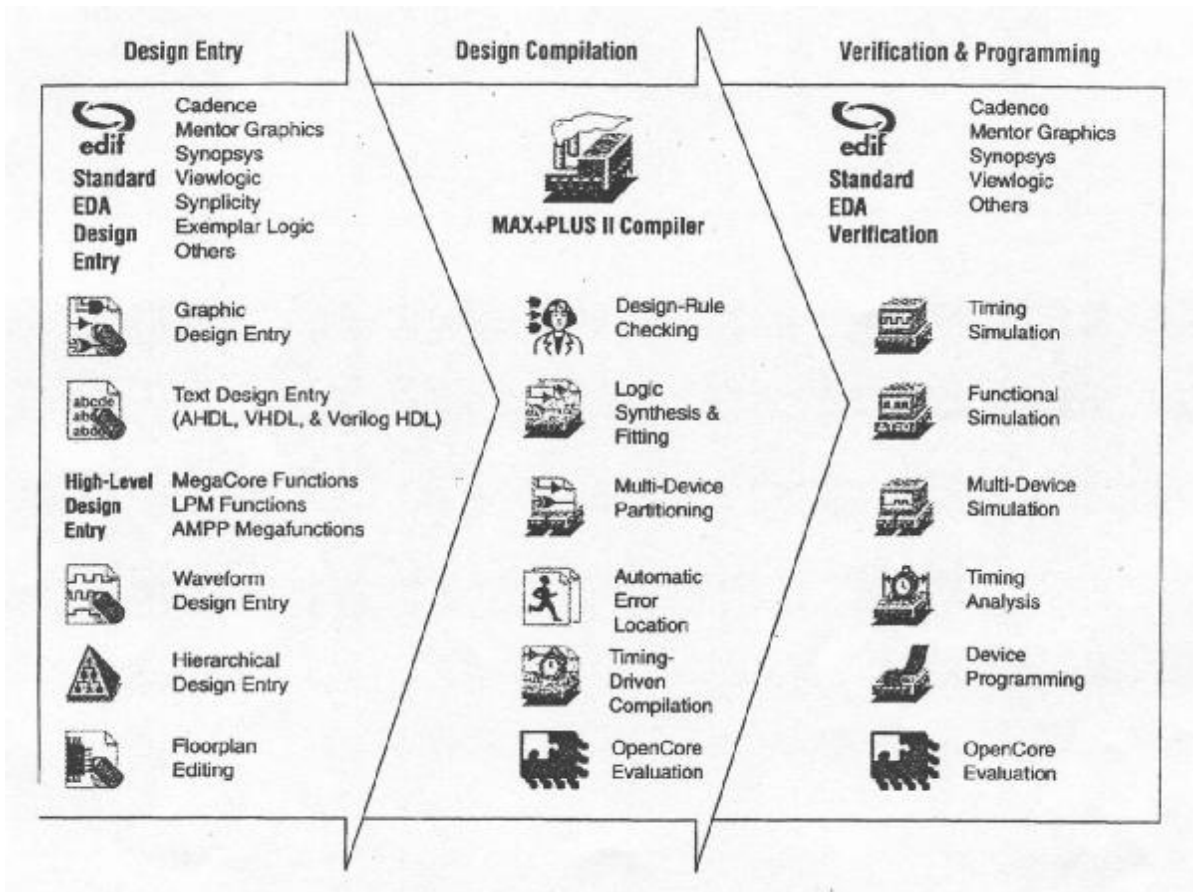 Design Entry
Design Compilation
Verification & Programming
edif
Standard
EDA
Design
Entry
Cadence
Mentor Graphics
Synopsys
Viewlogic
Synplicity
Exemplar Logic
Others
Graphic
Design Entry
abcde
Text Design Entry
(AHDL, VHDL, & Verilog HDL)
High-Level
Design
Entry
MegaCore Functions
LPM Functions
AMPP Megafunctions
Waveform
Design Entry
Hierarchical
Design Entry
Floorplan
Editing
MAX+PLUS II Compiler
Design-Rule
Checking
Logic
Synthesis &
Fitting
Multi-Device
Partitioning
Automatic
Error
Location
Timing-
Driven
Compilation
OpenCore
Evaluation
edif
Standard
EDA
Verification
Cadence
Mentor Graphics
Synopsys
Viewlogic
Others
Timing
Simulation
Functional
Simulation
Multi-Device
Simulation
Timing
Analysis
Device
Programming
OpenCore
Evaluation